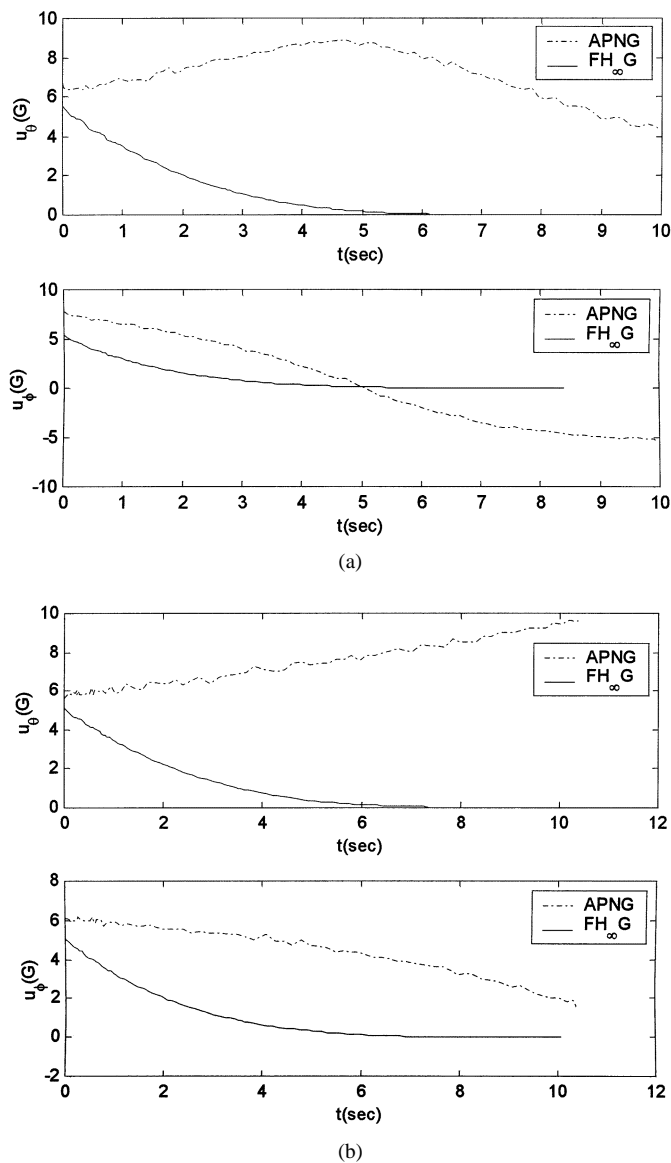 10
8
6
4
2
0
u_θ(G)
APNG
FH_∞G
0 1 2 3 4 5 6 7 8 9 10
t(sec)
10
5
0
-5
-10
u_ϕ(G)
APNG
FH_∞G
0 1 2 3 4 5 6 7 8 9 10
t(sec)
(a)
10
8
6
4
2
0
u_θ(G)
APNG
FH_∞G
0 2 4 6 8 10 12
t(sec)
8
6
4
2
0
-2
u_ϕ(G)
APNG
FH_∞G
0 2 4 6 8 10 12
t(sec)
(b)